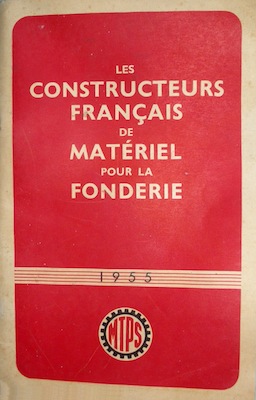 LES
CONSTRUCTEURS
FRANÇAIS
DE
MATÉRIEL
POUR LA
FONDERIE
1955
MTPS